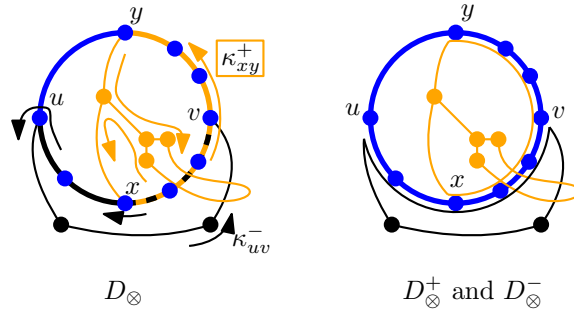 y y
κ⁺ₓᵧ
u v u v
x x
κ⁻ᵤᵥ
D⊗ D⊗⁺ and D⊗⁻